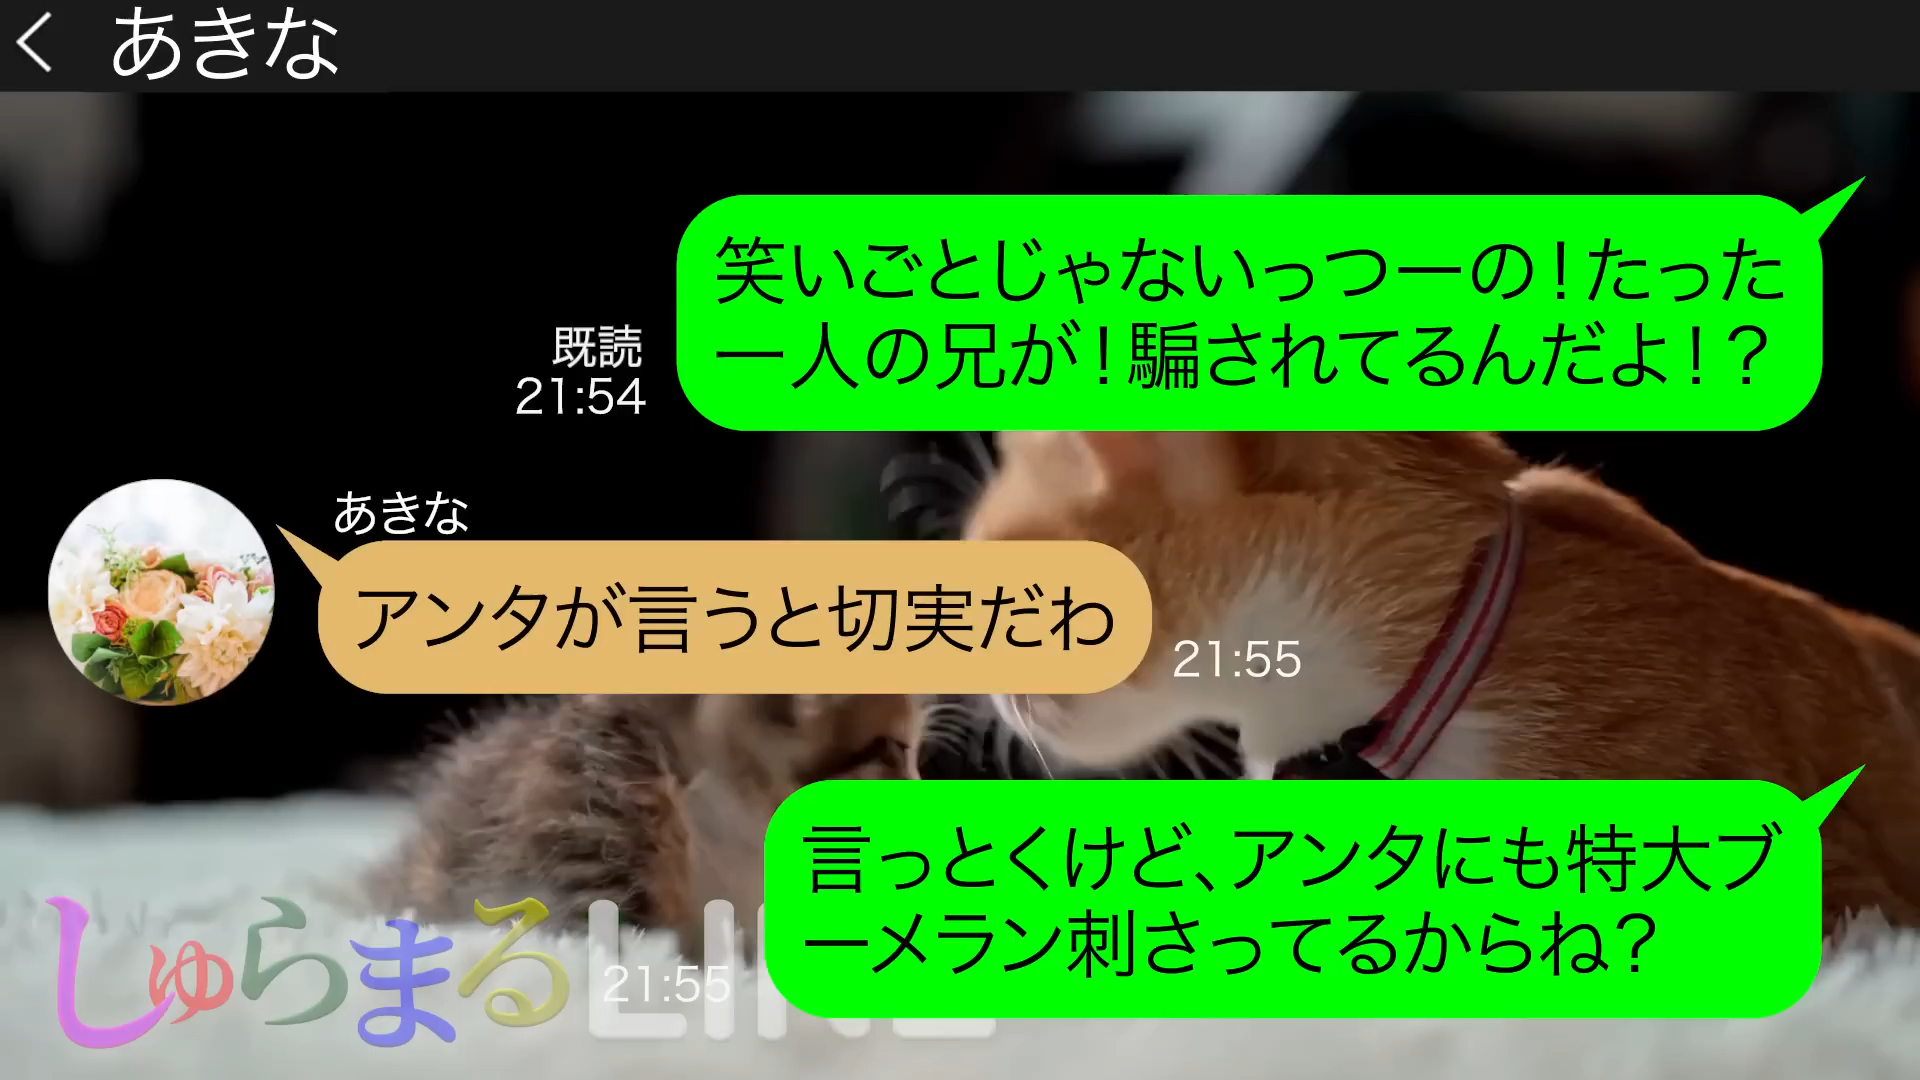 あきな
笑いごとじゃないっつーの！たった
一人の兄が！騙されてるんだよ！？
既読
21:54
あきな
アンタが言うと切実だわ
21:55
言っとくけど、アンタにも特大ブ
ーメラン刺さってるからね？
21:55
しゅらまるLINE